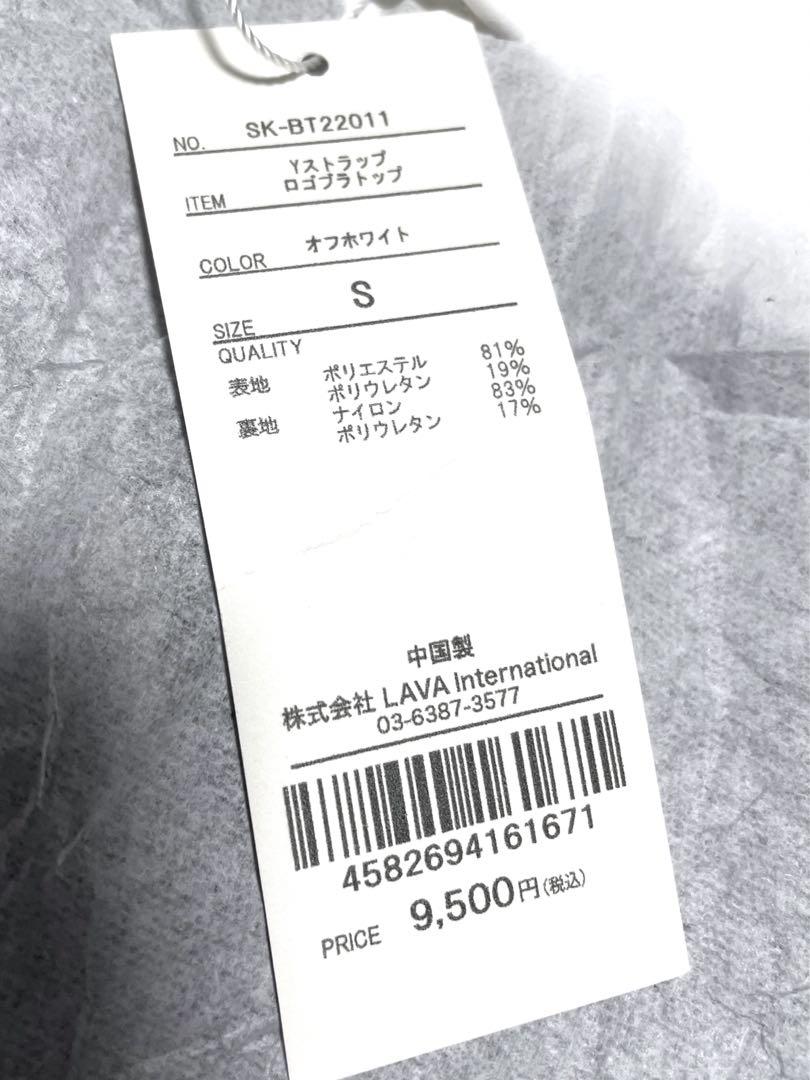 NO. SK-BT22011
Yストラップ
ITEM ロゴブラトップ
COLOR オフホワイト
SIZE S
QUALITY
表地 ポリエステル 81%
ポリウレタン 19%
裏地 ナイロン 83%
ポリウレタン 17%
中国製
株式会社 LAVA International
03-6387-3577
4582694161671
PRICE 9,500円(税込)